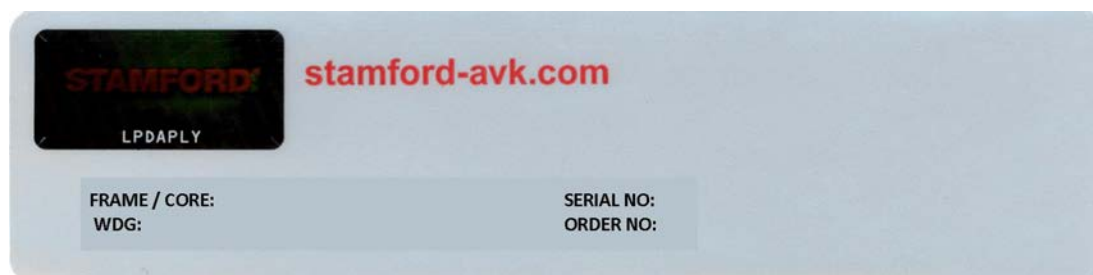 STAMFORD
stamford-avk.com
LPDAPLY
FRAME / CORE: SERIAL NO:
WDG: ORDER NO: